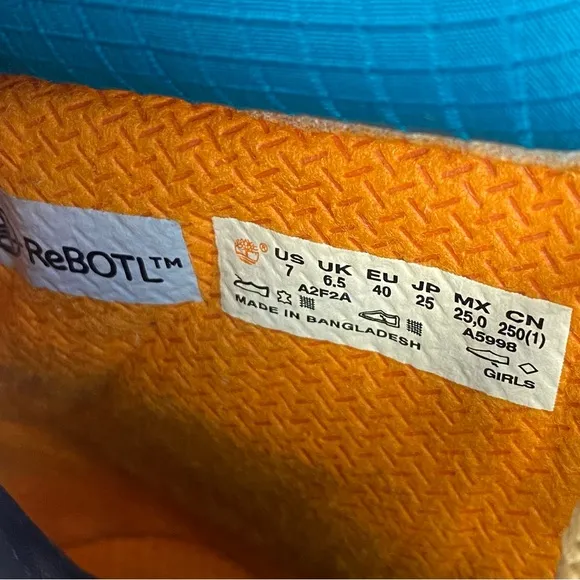 ReBOTL™
® US UK EU JP MX CN
7 6.5 40 25 25,0 250(1)
A2F2A A5998
MADE IN BANGLADESH
GIRLS